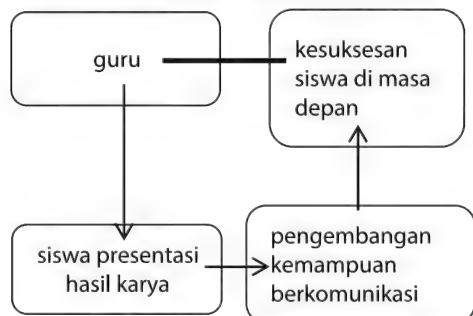 guru
kesuksesan
siswa di masa
depan
siswa presentasi
hasil karya
pengembangan
kemampuan
berkomunikasi